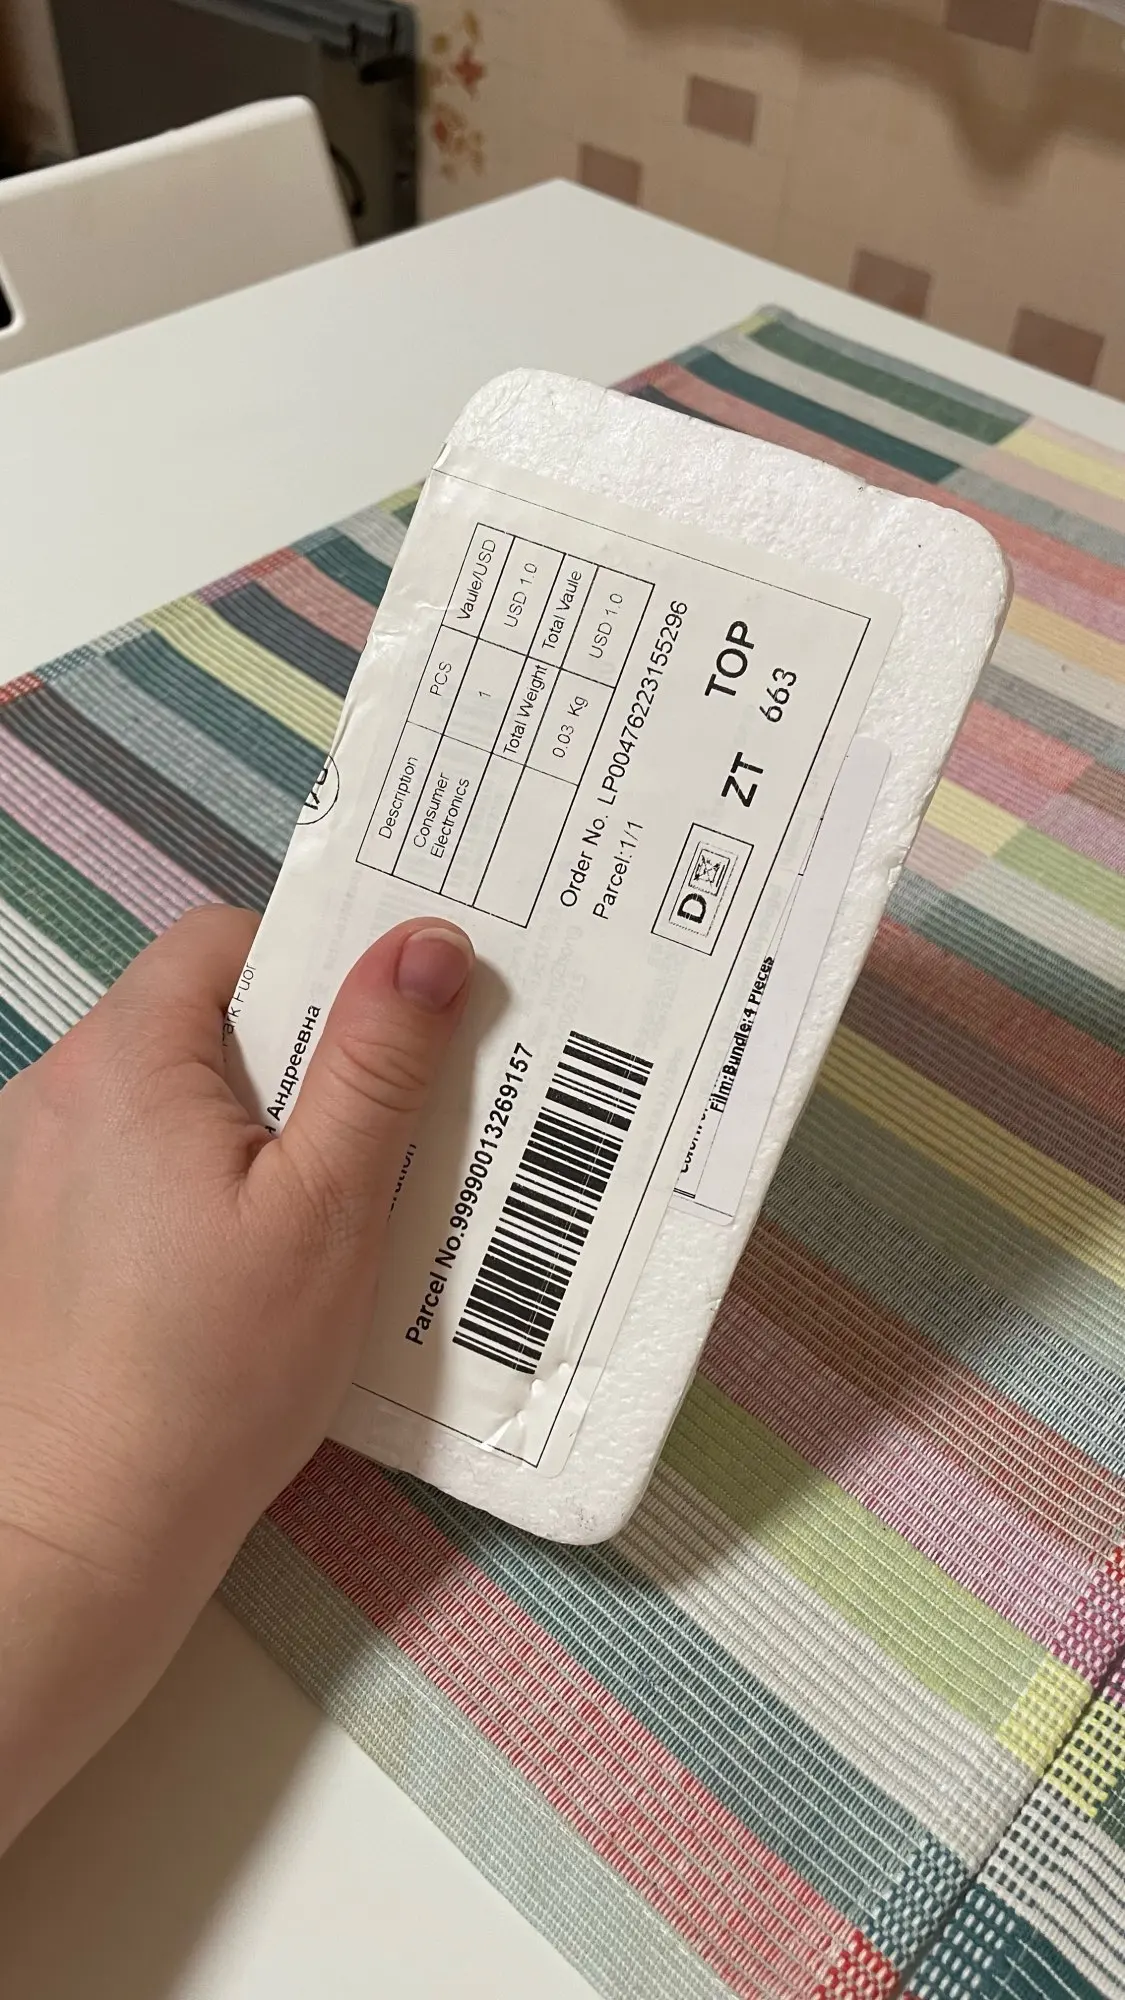 Андреевна
Description PCS Vaule/USD
Consumer Electronics 1 USD 1.0
Total Weight Total Vaule
0.03 Kg USD 1.0
Order No. LP00476223155296
Parcel:1/1
Parcel No.99990013269157
D ZT TOP
663
Film:Bundle:4 Pieces